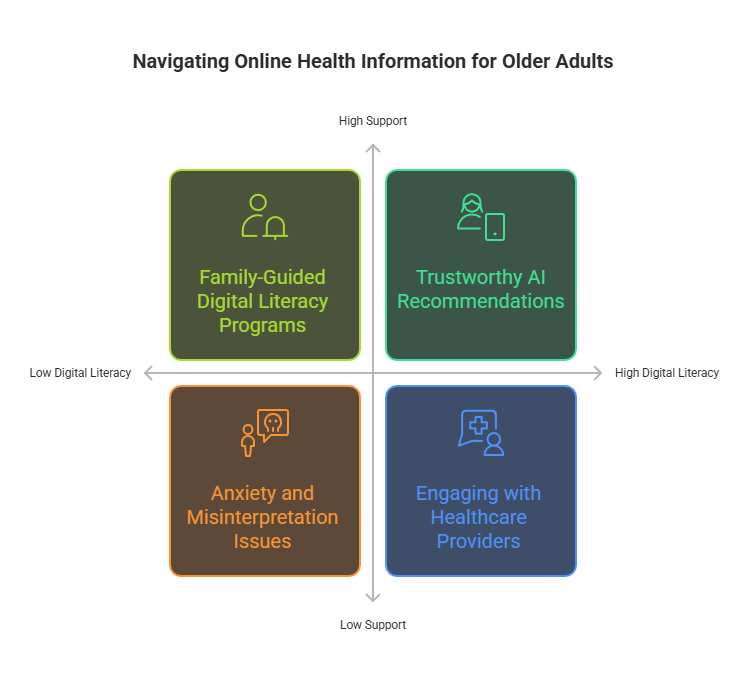 Navigating Online Health Information for Older Adults
High Support
Family-Guided
Digital Literacy
Programs
Trustworthy AI
Recommendations
Low Digital Literacy
High Digital Literacy
Anxiety and
Misinterpretation
Issues
Engaging with
Healthcare
Providers
Low Support